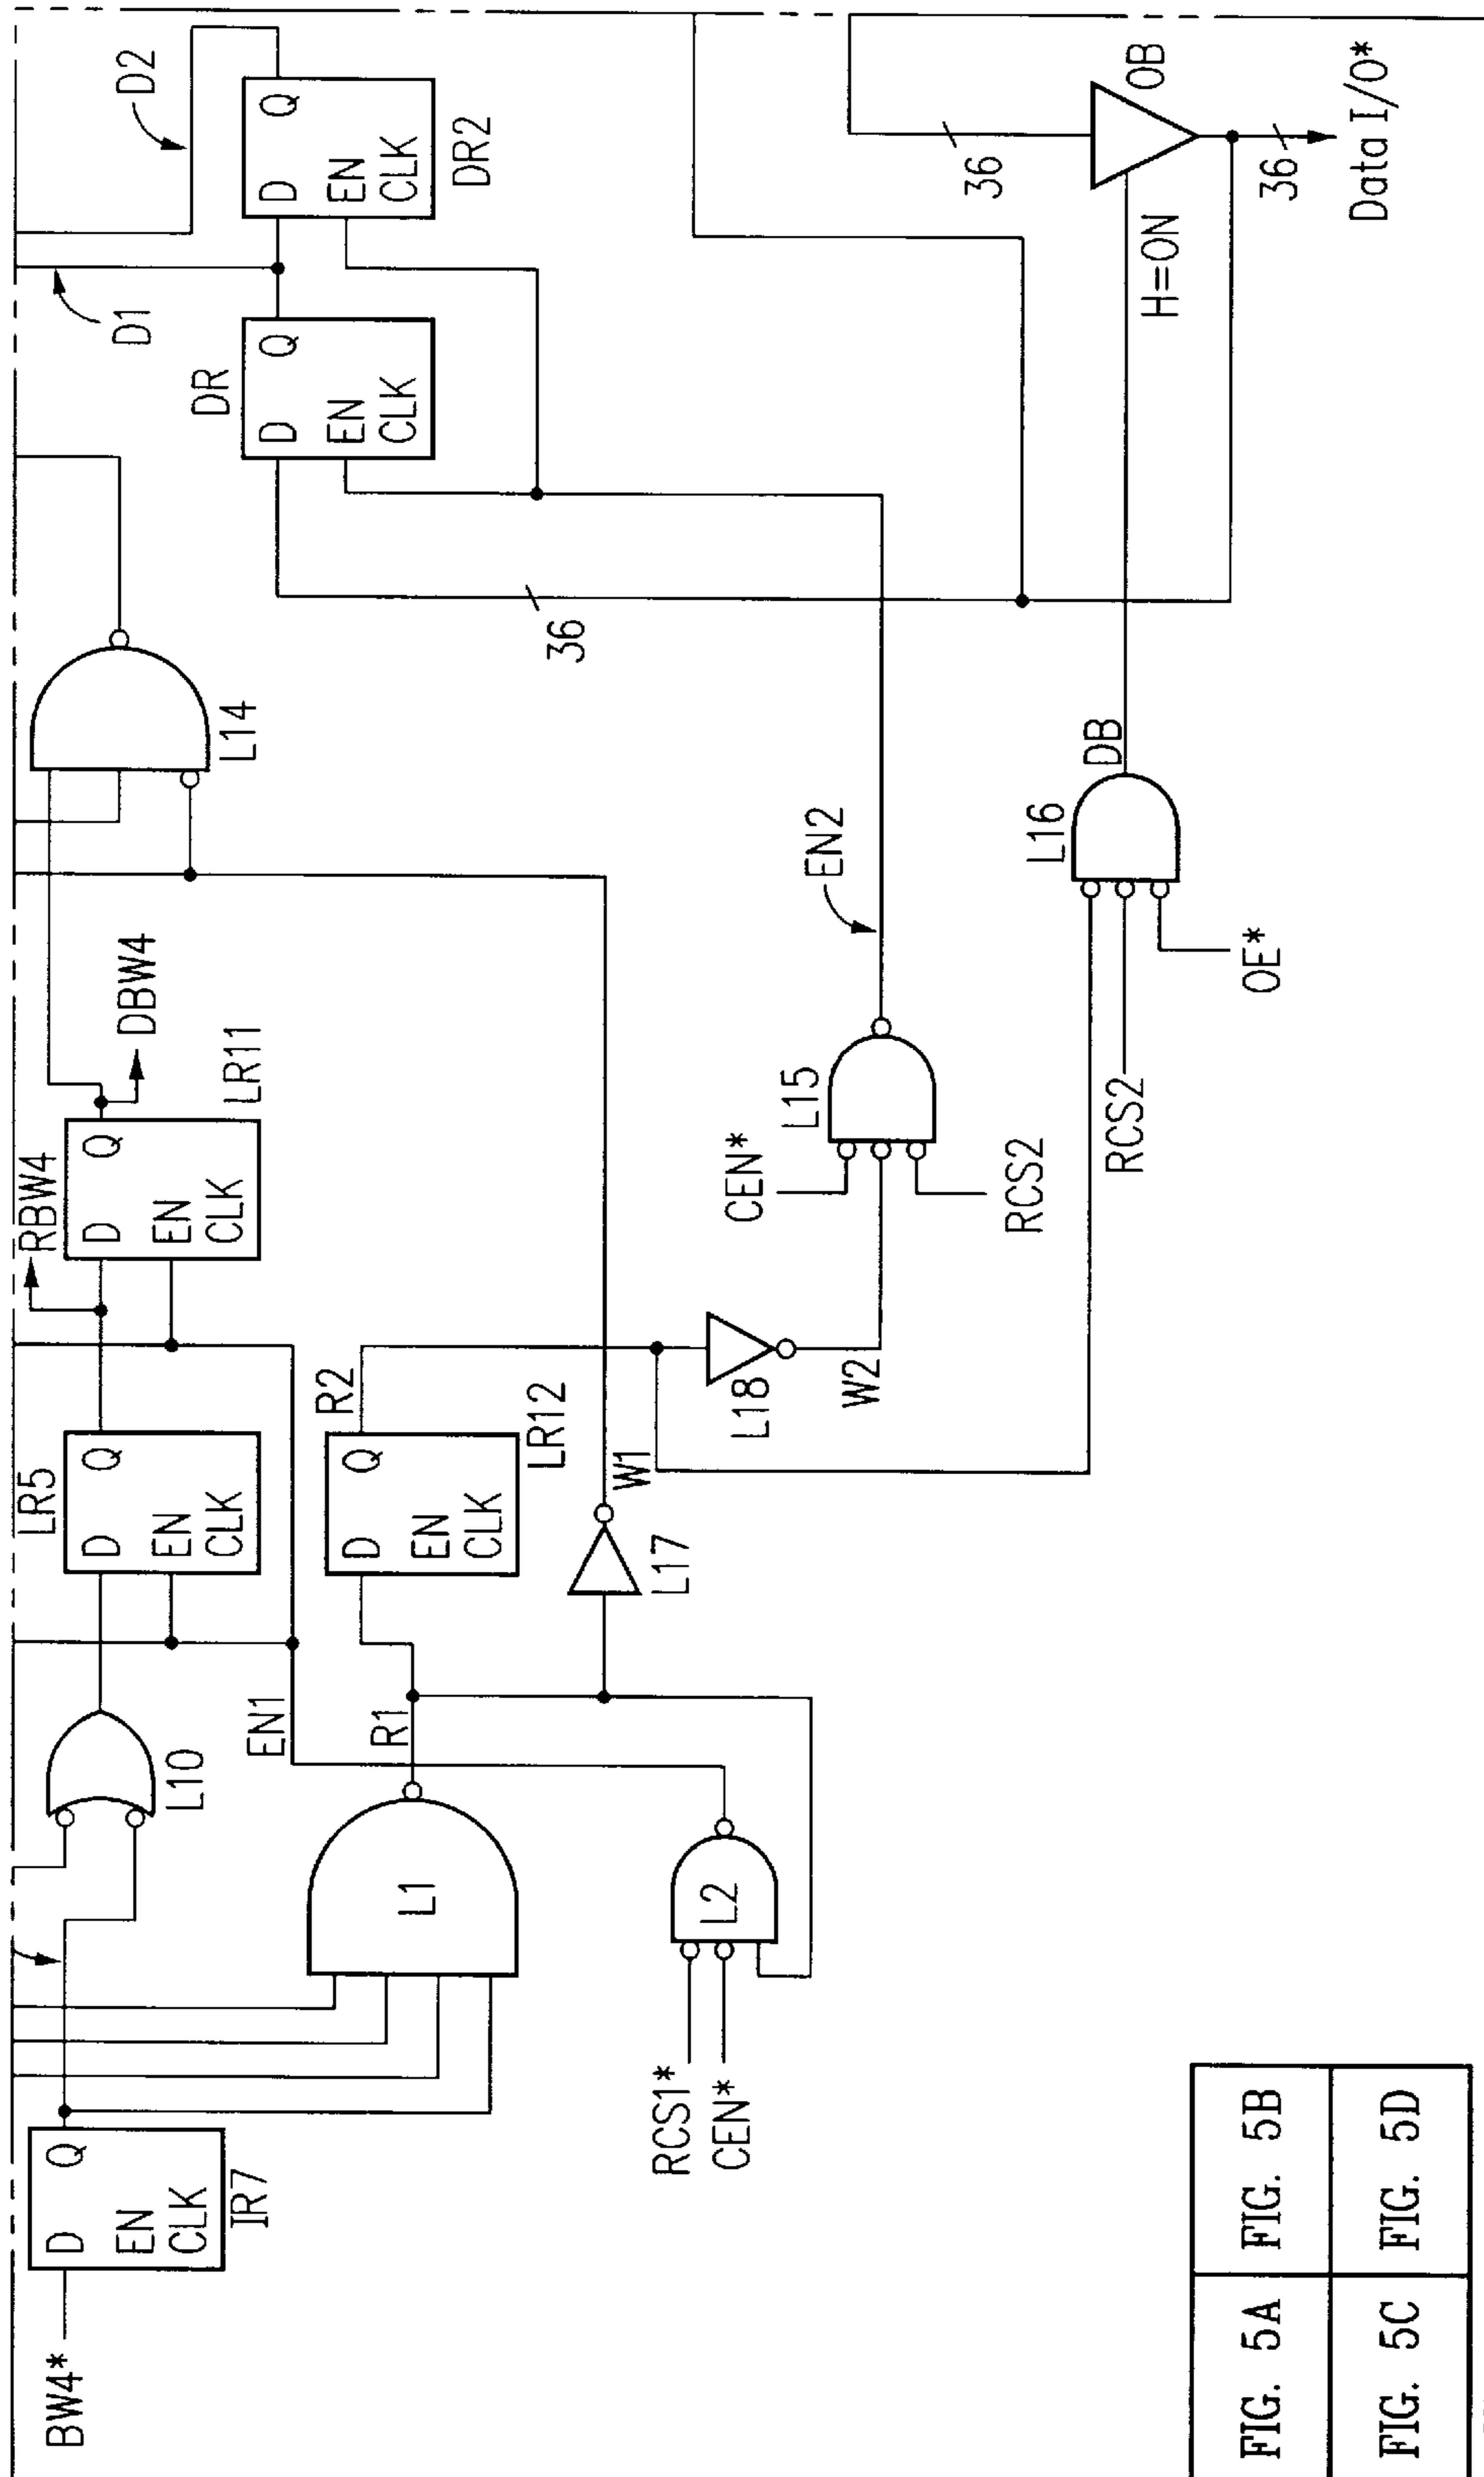 BW4*
D Q
EN
CLK
IR7
L10
LR5
D Q
EN
CLK
RBW4
D Q
EN
CLK
LR11
DBW4
L14
D1
D2
DR
D Q
EN
CLK
D Q
EN
CLK
DR2
EN1
L1
R1
D Q
EN
CLK
LR12
R2
RCS1*
CEN*
L2
L17
W1
L18
W2
CEN*
L15
RCS2
EN2
36
L16
DB
RCS2
OE*
H=ON
36
OB
36
Data I/O*
FIG. 5A FIG. 5B
FIG. 5C FIG. 5D